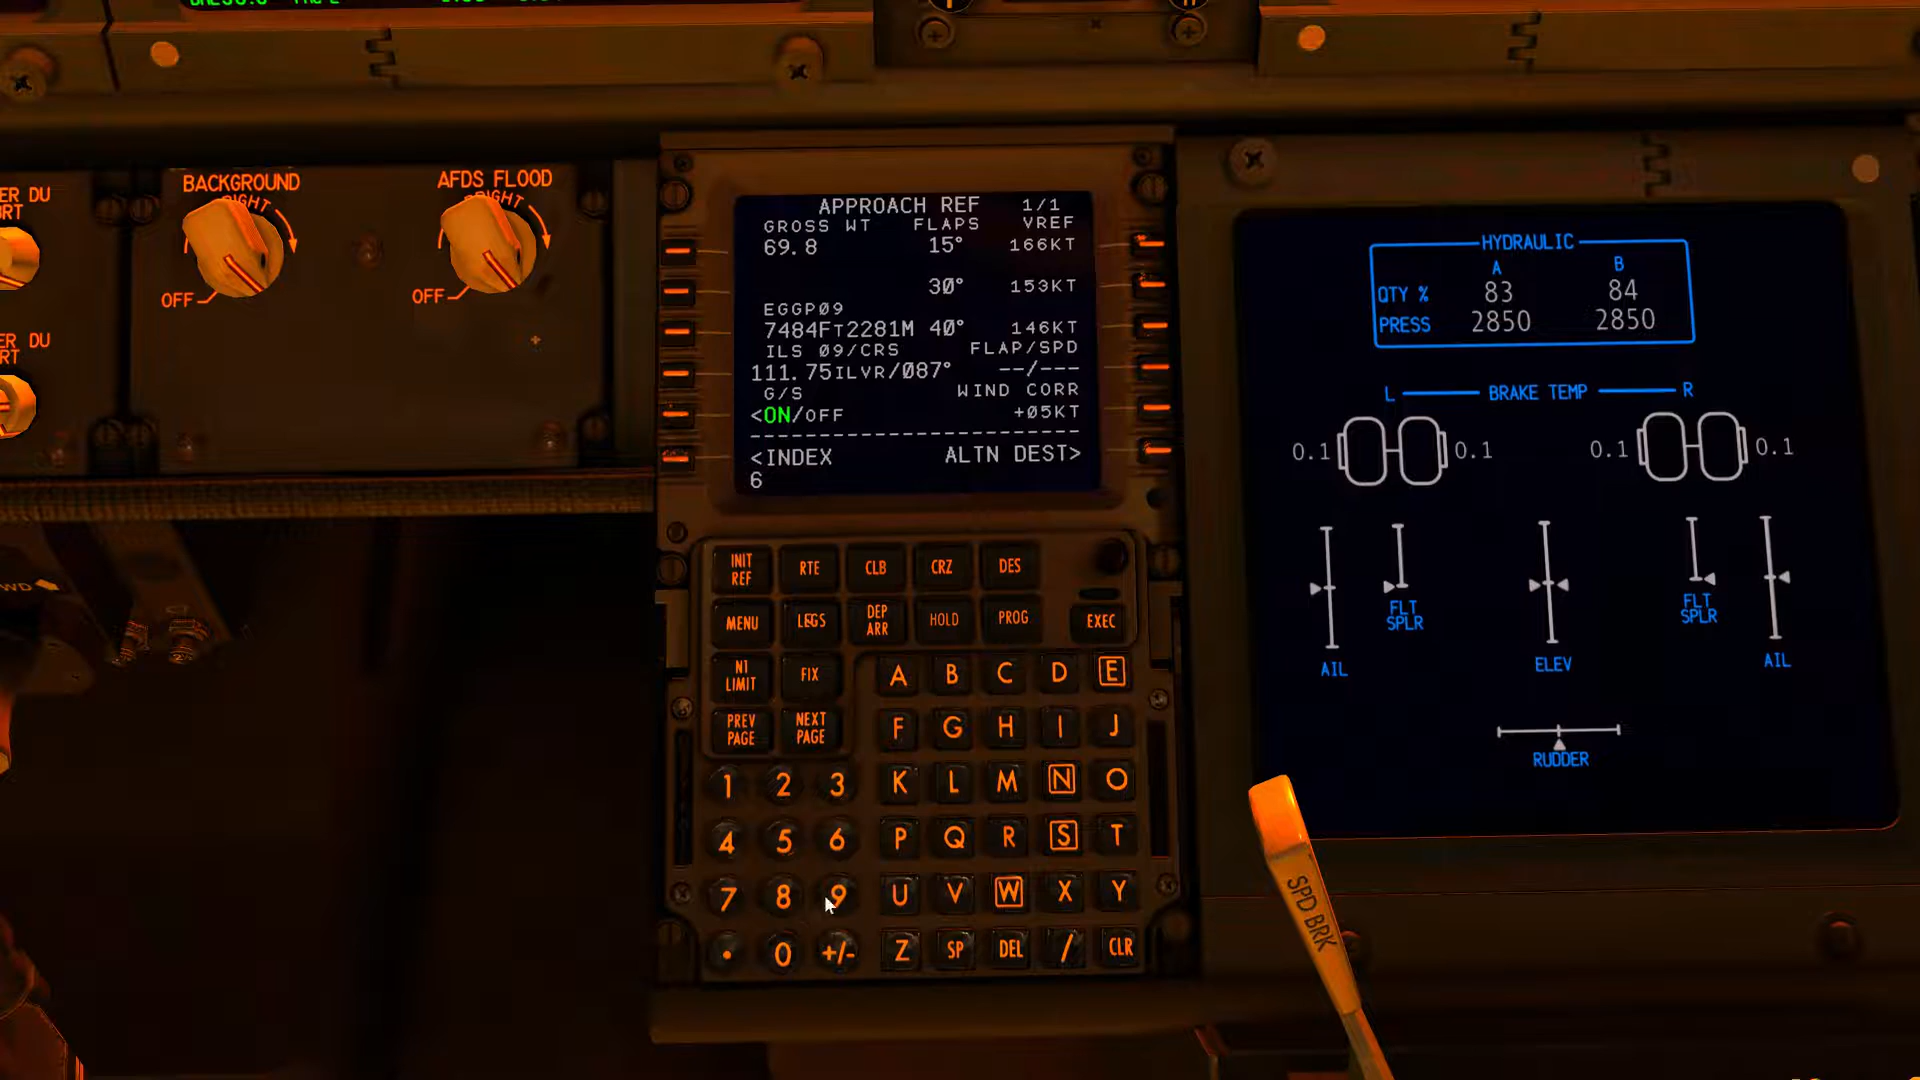 BACKGROUND
OFF
AFDS FLOOD
OFF
APPROACH REF 1/1
GROSS WT FLAPS VREF
69.8 15° 166KT
30° 153KT
EGGP09
7484FT2281M 40° 146KT
ILS 09/CRS FLAP/SPD
111.75ILVR/087° --/---
G/S WIND CORR
<ON/OFF +05KT
<INDEX ALTN DEST>
6
INIT REF RTE CLB CRZ DES
MENU LEGS DEP ARR HOLD PROG EXEC
N1 LIMIT FIX
PREV PAGE NEXT PAGE
A B C D E
F G H I J
1 2 3 K L M N O
4 5 6 P Q R S T
7 8 9 U V W X Y
. 0 +/- Z SP DEL / CLR
HYDRAULIC
A B
QTY % 83 84
PRESS 2850 2850
L BRAKE TEMP R
0.1 0.1 0.1 0.1
FLT SPLR FLT SPLR
AIL ELEV AIL
RUDDER
SPD BRK